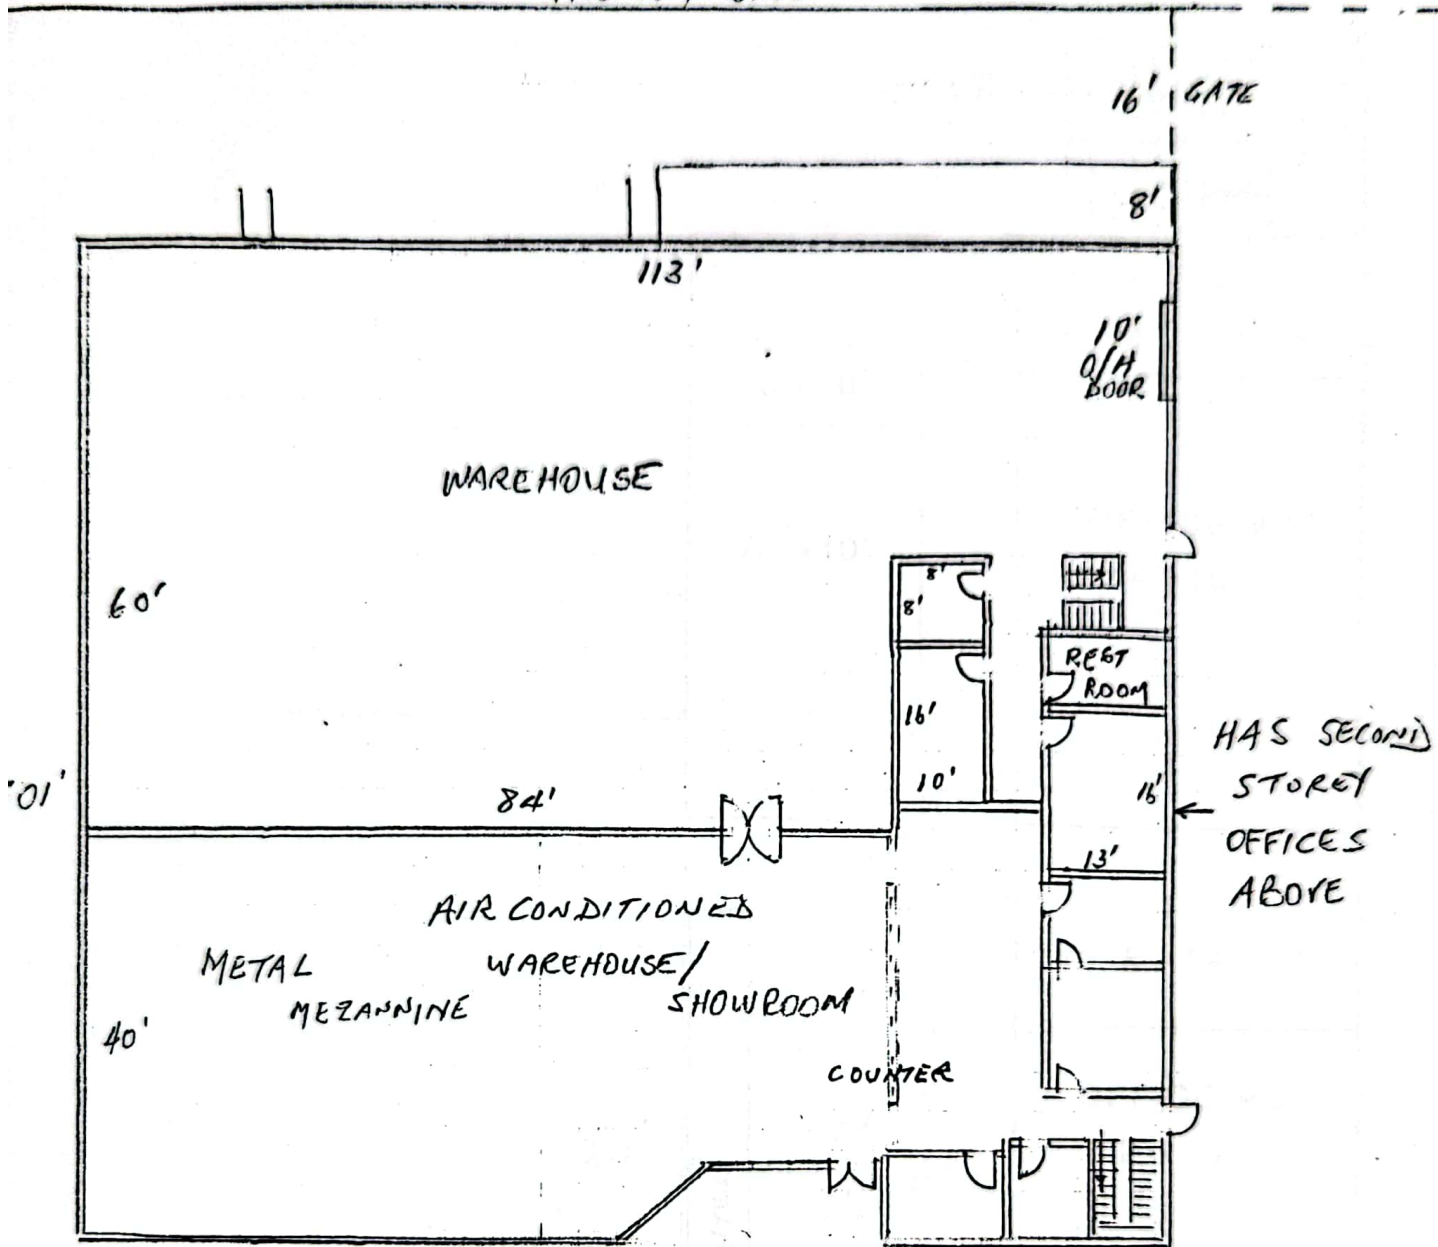 16' GATE
8'
113'
10'
O/H
DOOR
WAREHOUSE
8'
8'
60'
REST
ROOM
16'
HAS SECOND
STOREY
OFFICES
ABOVE
10'
16'
01'
84'
13'
AIR CONDITIONED
WAREHOUSE/
SHOWROOM
METAL
MEZANNINE
40'
COUNTER